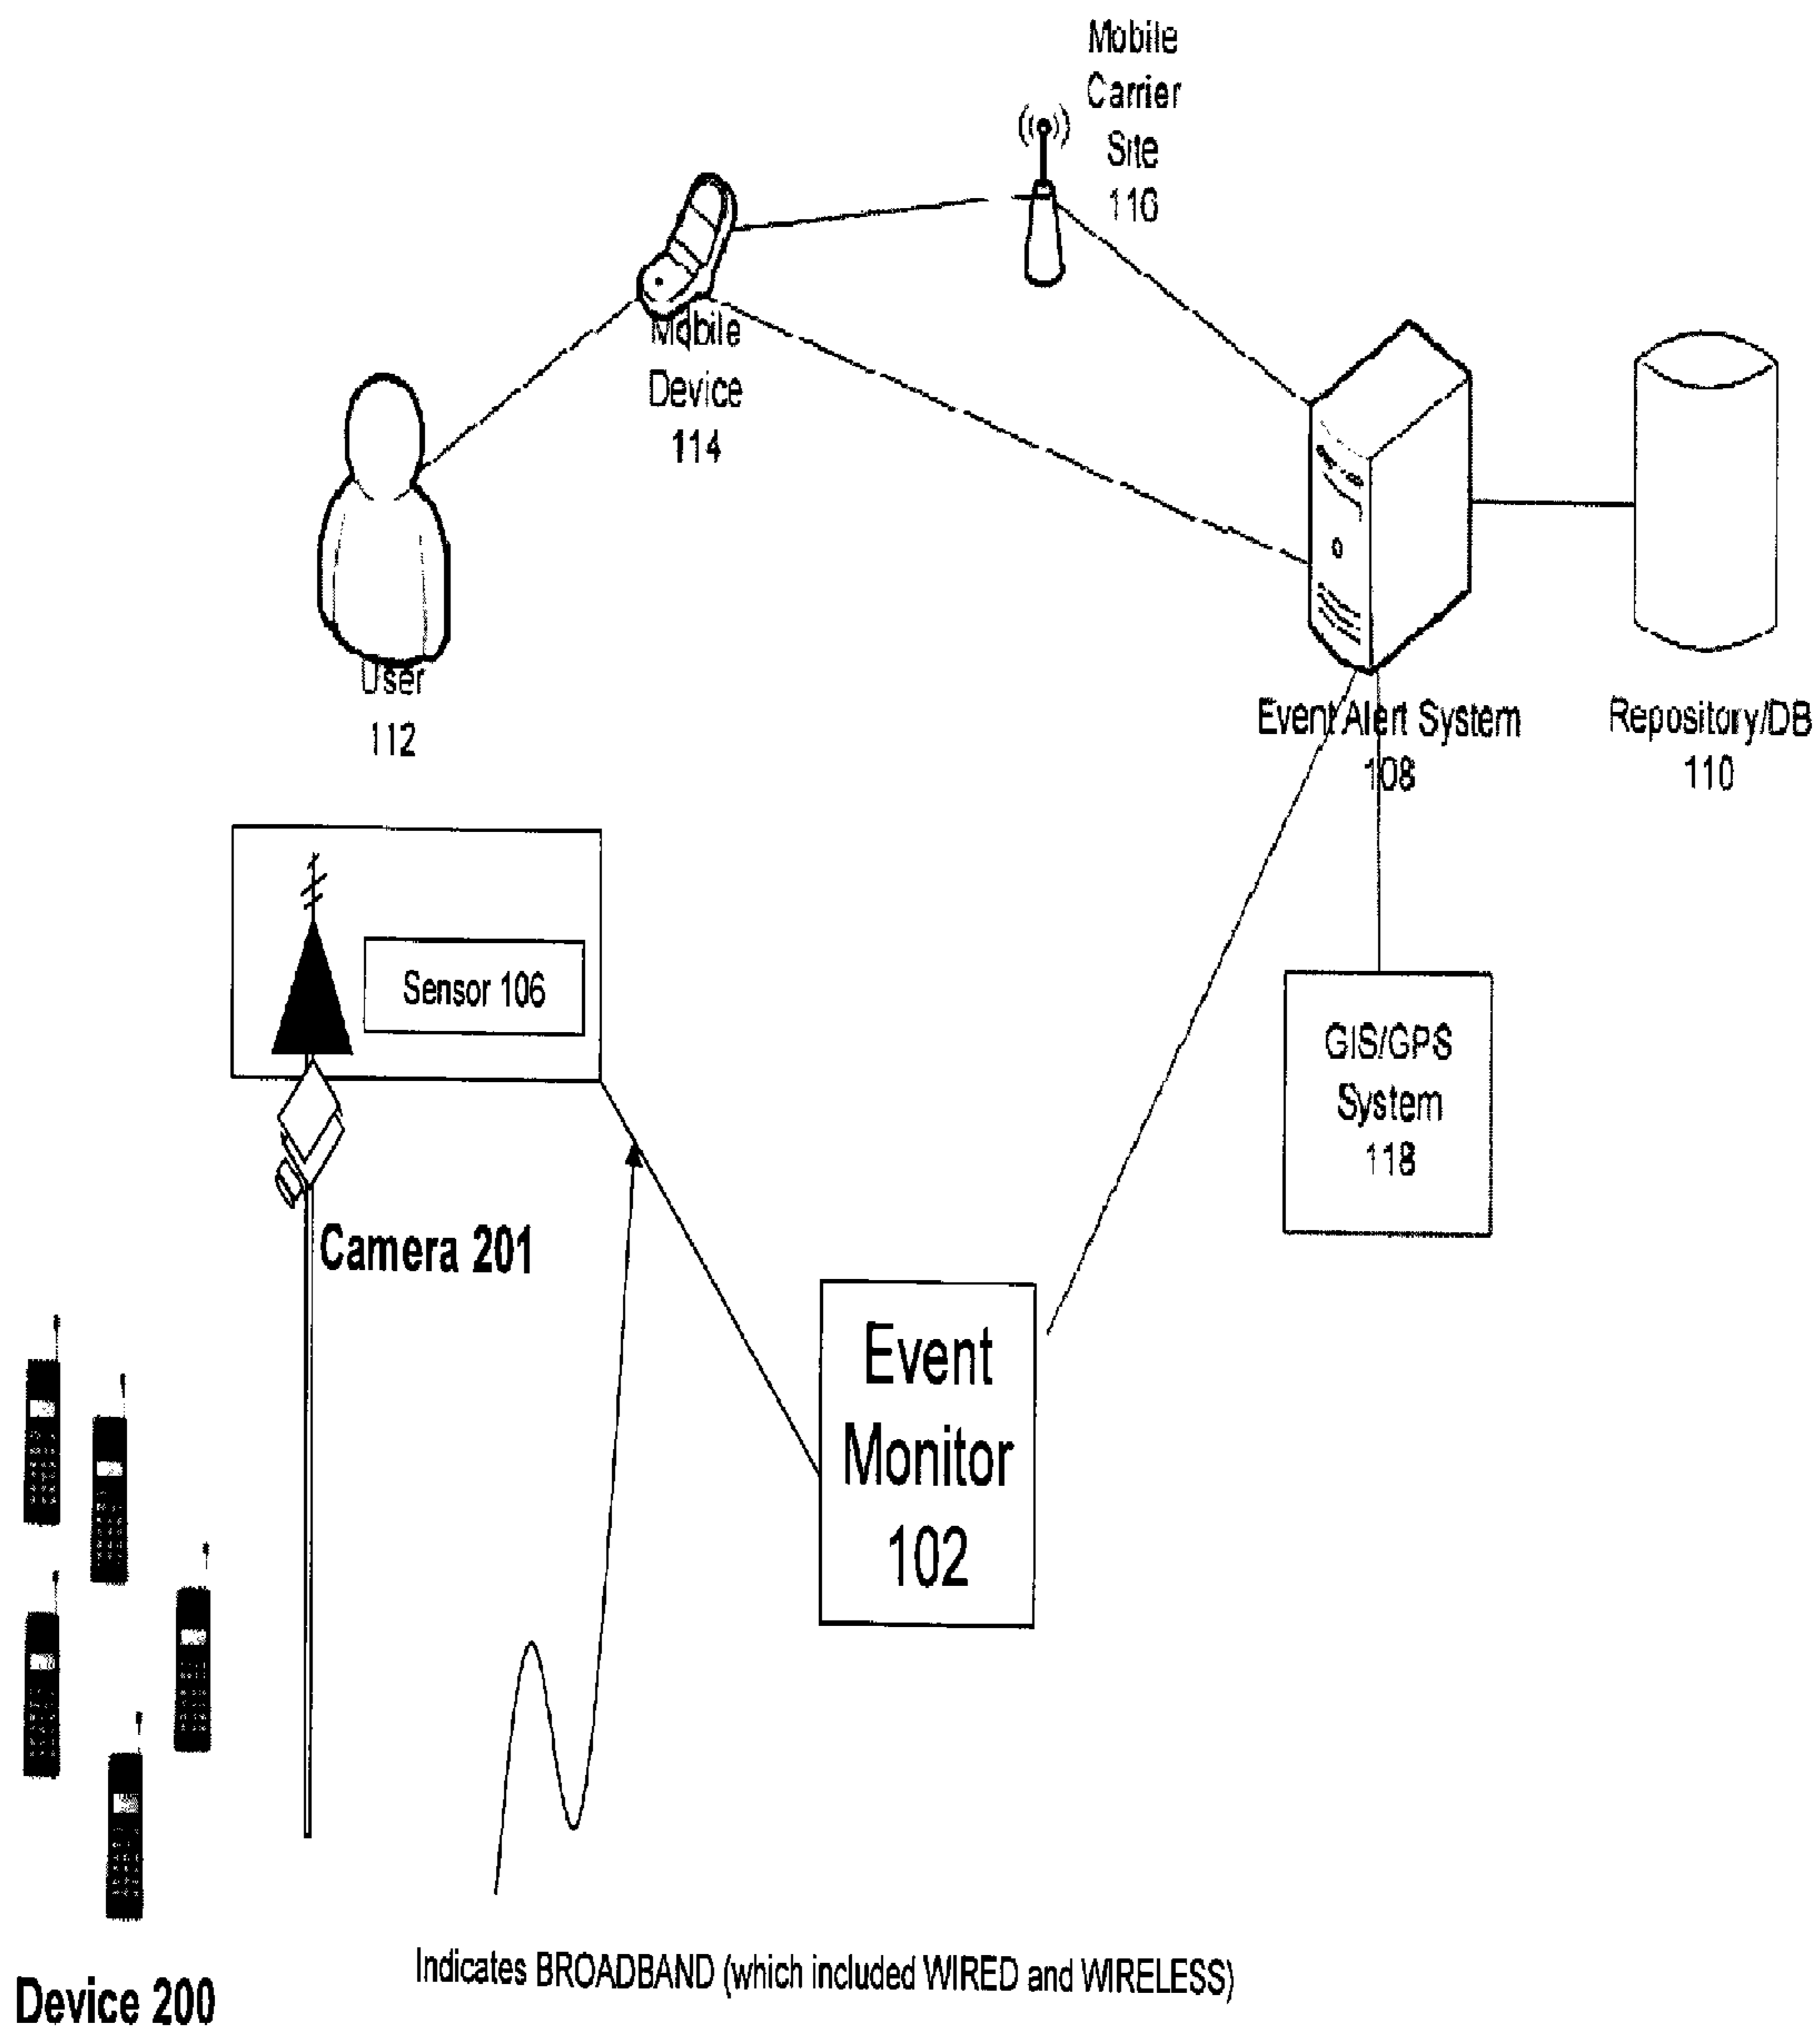 Mobile
Carrier
Site
116
Mobile
Device
114
User
112
Event Alert System
108
Repository/DB
110
Sensor 106
GIS/GPS
System
118
Camera 201
Event
Monitor
102
Indicates BROADBAND (which included WIRED and WIRELESS)
Device 200